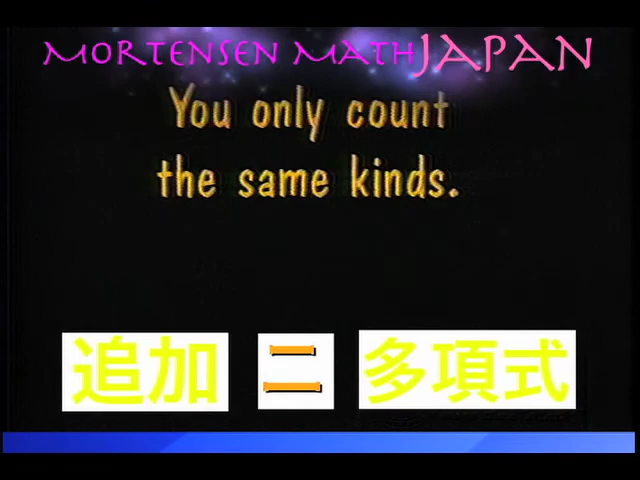 MORTENSEN MATH JAPAN
You only count
the same kinds.
追加 二 多項式